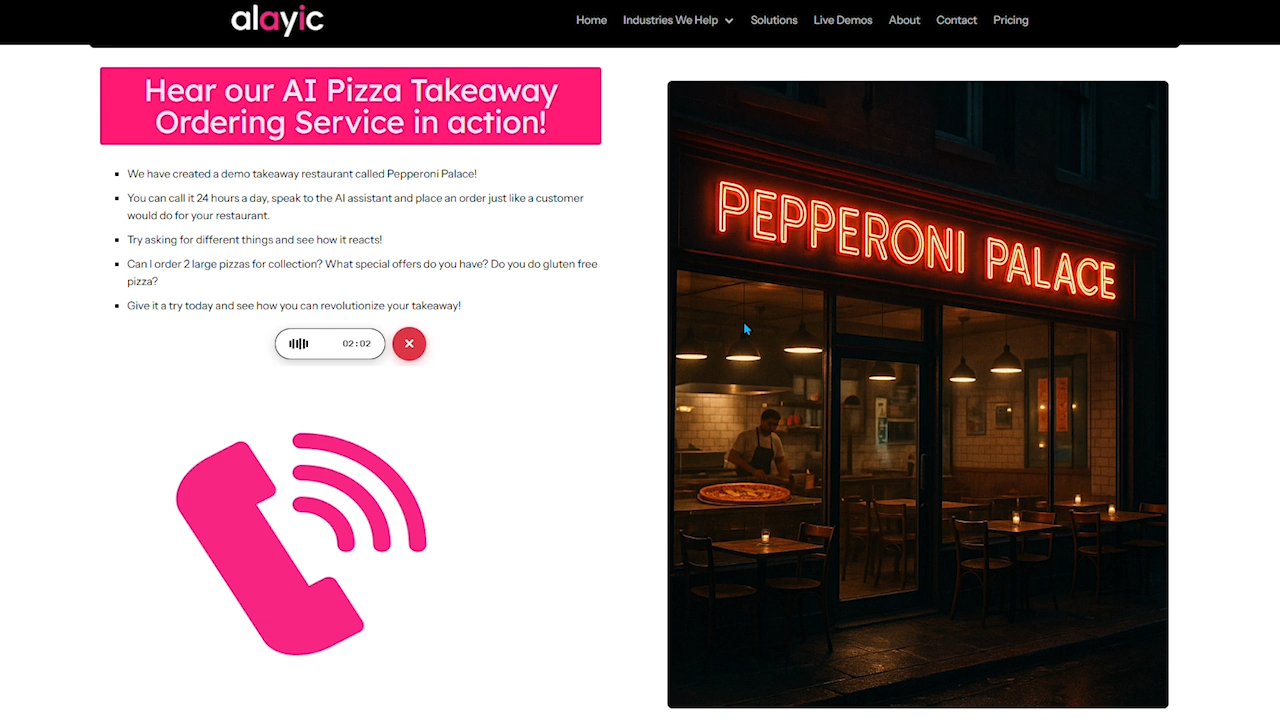 alayic
Home Industries We Help Solutions Live Demos About Contact Pricing
Hear our AI Pizza Takeaway
Ordering Service in action!
We have created a demo takeaway restaurant called Pepperoni Palace!
You can call it 24 hours a day, speak to the AI assistant and place an order just like a customer
would do for your restaurant.
Try asking for different things and see how it reacts!
Can I order 2 large pizzas for collection? What special offers do you have? Do you do gluten free
pizza?
Give it a try today and see how you can revolutionize your takeaway!
02:02
PEPPERONI PALACE